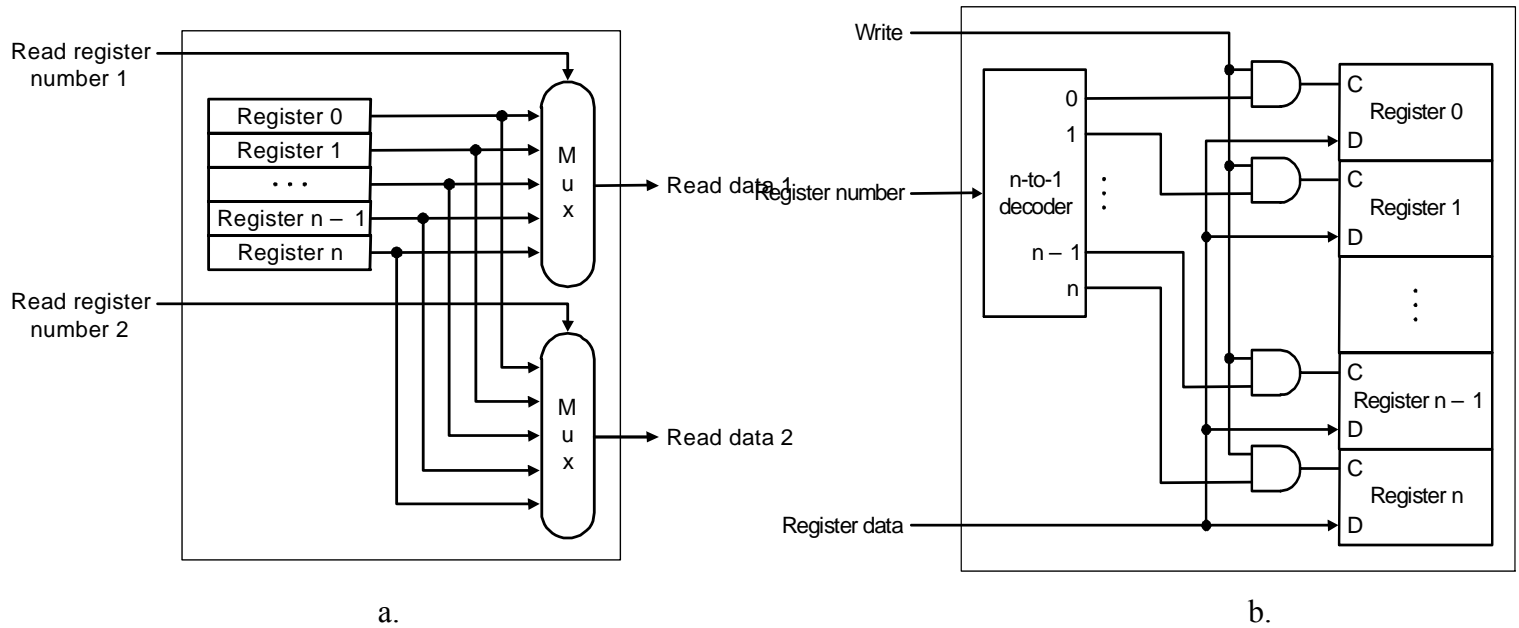 Read register
number 1
Register 0
Register 1
. . .
Register n – 1
Register n
M
u
x
Read data 1
Read register
number 2
M
u
x
Read data 2
a.
Write
0
1
n-to-1
decoder
n – 1
n
Register number
Register data
C
Register 0
D
C
Register 1
D
C
Register n – 1
D
C
Register n
D
b.